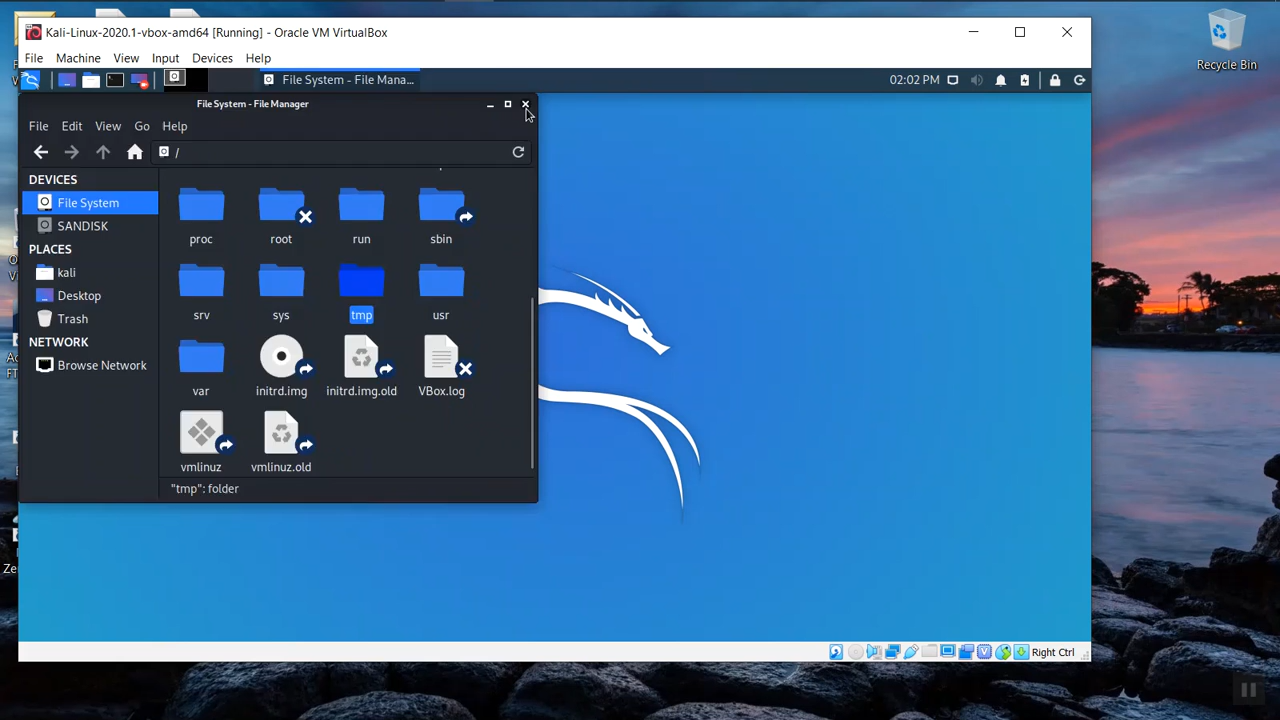 Kali-Linux-2020.1-vbox-amd64 [Running] - Oracle VM VirtualBox
File Machine View Input Devices Help
File System - File Mana...
02:02 PM
Recycle Bin
File System - File Manager
File Edit View Go Help
/
DEVICES
File System
SANDISK
PLACES
kali
Desktop
Trash
NETWORK
Browse Network
proc root run sbin
srv sys tmp usr
var initrd.img initrd.img.old VBox.log
vmlinuz vmlinuz.old
"tmp": folder
Right Ctrl